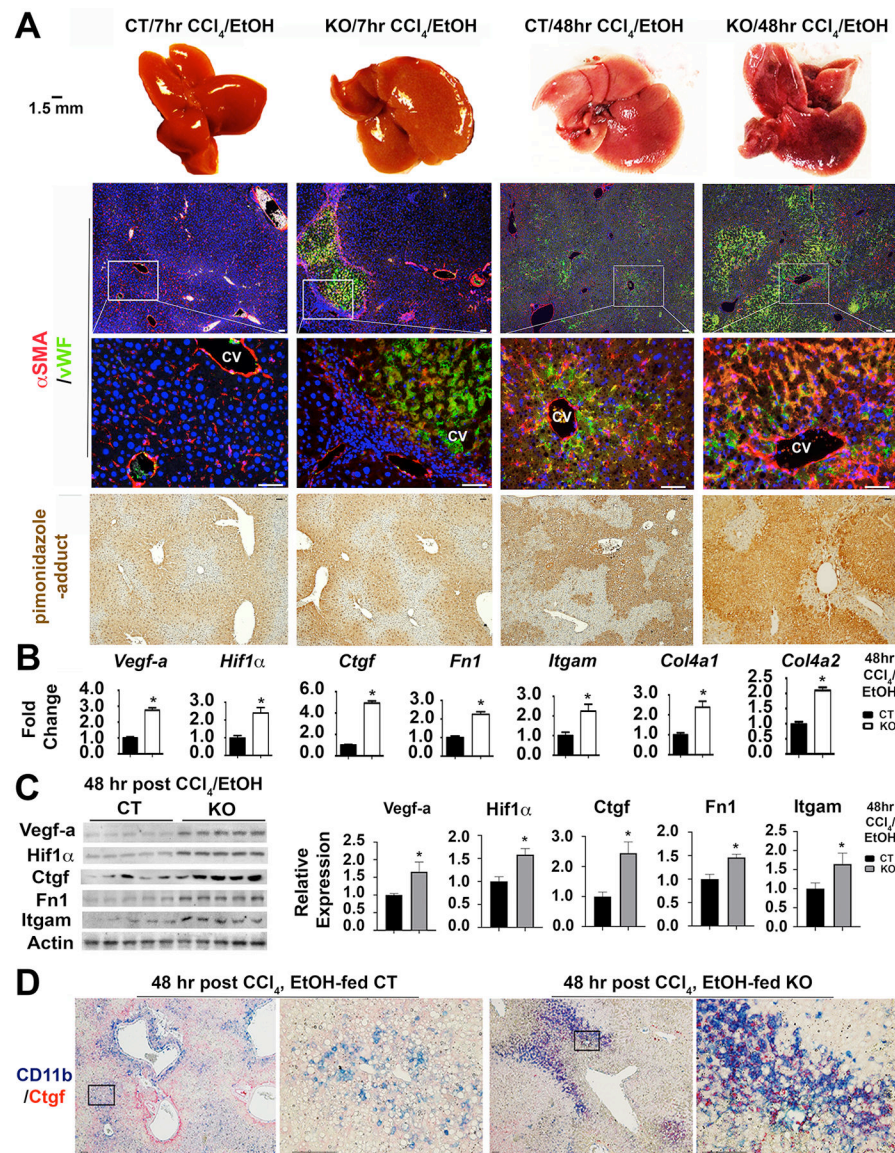 A
CT/7hr CCl₄/EtOH
KO/7hr CCl₄/EtOH
CT/48hr CCl₄/EtOH
KO/48hr CCl₄/EtOH
1.5 mm
αSMA
/vWF
CV
CV
CV
CV
pimonidazole
-adduct
B
Vegf-a
Hif1α
Ctgf
Fn1
Itgam
Col4a1
Col4a2
48hr
CCl₄/
EtOH
CT
KO
Fold
Change
4.0
3.0
2.0
1.0
0.0
*
4.0
3.0
2.0
1.0
0.0
*
6.0
4.0
2.0
0.0
*
4.0
3.0
2.0
1.0
0.0
*
3.0
2.0
1.0
0.0
*
4.0
3.0
2.0
1.0
0.0
*
2.5
2.0
1.5
1.0
0.5
0.0
*
C
48 hr post CCl₄/EtOH
CT
KO
Vegf-a
Hif1α
Ctgf
Fn1
Itgam
Actin
Relative
Expression
Vegf-a
2.5
2.0
1.5
1.0
0.5
0.0
*
Hif1α
2.0
1.5
1.0
0.5
0.0
*
Ctgf
3.0
2.0
1.0
0.0
*
Fn1
2.0
1.5
1.0
0.5
0.0
*
Itgam
2.5
2.0
1.5
1.0
0.5
0.0
*
48hr
CCl₄/
EtOH
CT
KO
D
48 hr post CCl₄, EtOH-fed CT
48 hr post CCl₄, EtOH-fed KO
CD11b
/Ctgf